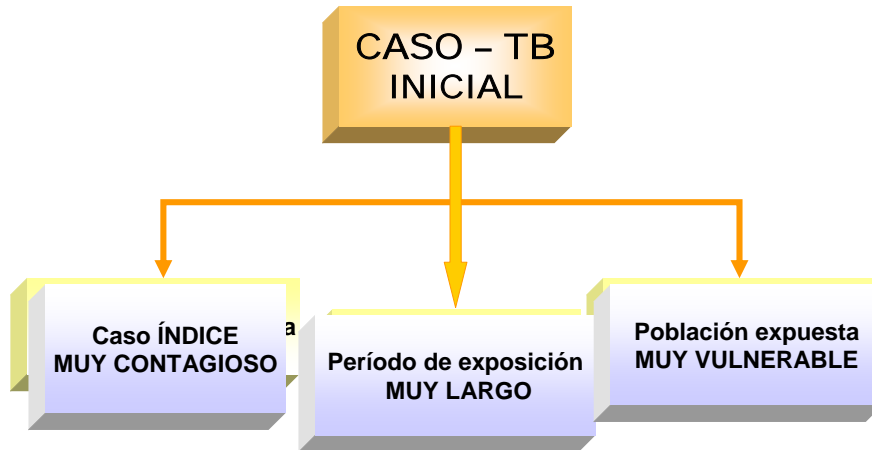 CASO – TB
INICIAL
Caso ÍNDICE
MUY CONTAGIOSO
a
Período de exposición
MUY LARGO
Población expuesta
MUY VULNERABLE